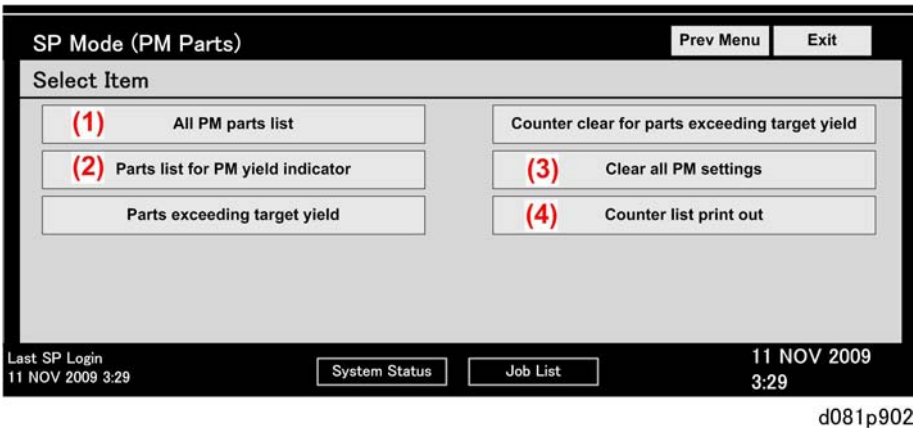 SP Mode (PM Parts)
Prev Menu
Exit
Select Item
(1) All PM parts list
Counter clear for parts exceeding target yield
(2) Parts list for PM yield indicator
(3) Clear all PM settings
Parts exceeding target yield
(4) Counter list print out
Last SP Login
11 NOV 2009 3:29
System Status
Job List
11 NOV 2009
3:29
d081p902